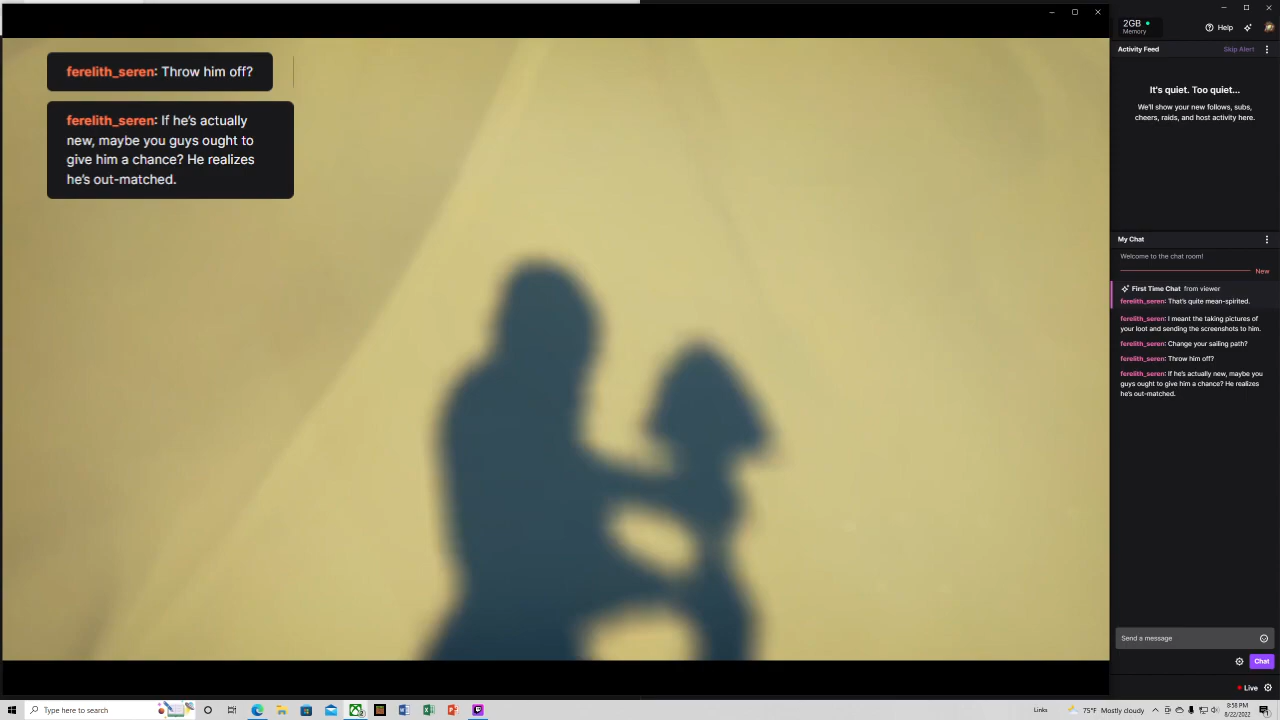 2GB
Memory
Help
Activity Feed
Skip Alert
ferelith_seren: Throw him off?
ferelith_seren: If he's actually
new, maybe you guys ought to
give him a chance? He realizes
he's out-matched.
It's quiet. Too quiet...
We'll show your new follows, subs,
cheers, raids, and host activity here.
My Chat
Welcome to the chat room!
New
First Time Chat from viewer
ferelith_seren: That's quite mean-spirited.
ferelith_seren: I meant the taking pictures of
your loot and sending the screenshots to him.
ferelith_seren: Change your sailing path?
ferelith_seren: Throw him off?
ferelith_seren: If he's actually new, maybe you
guys ought to give him a chance? He realizes
he's out-matched.
Send a message
Chat
Live
Type here to search
Links
75°F Mostly cloudy
8:58 PM
8/22/2022